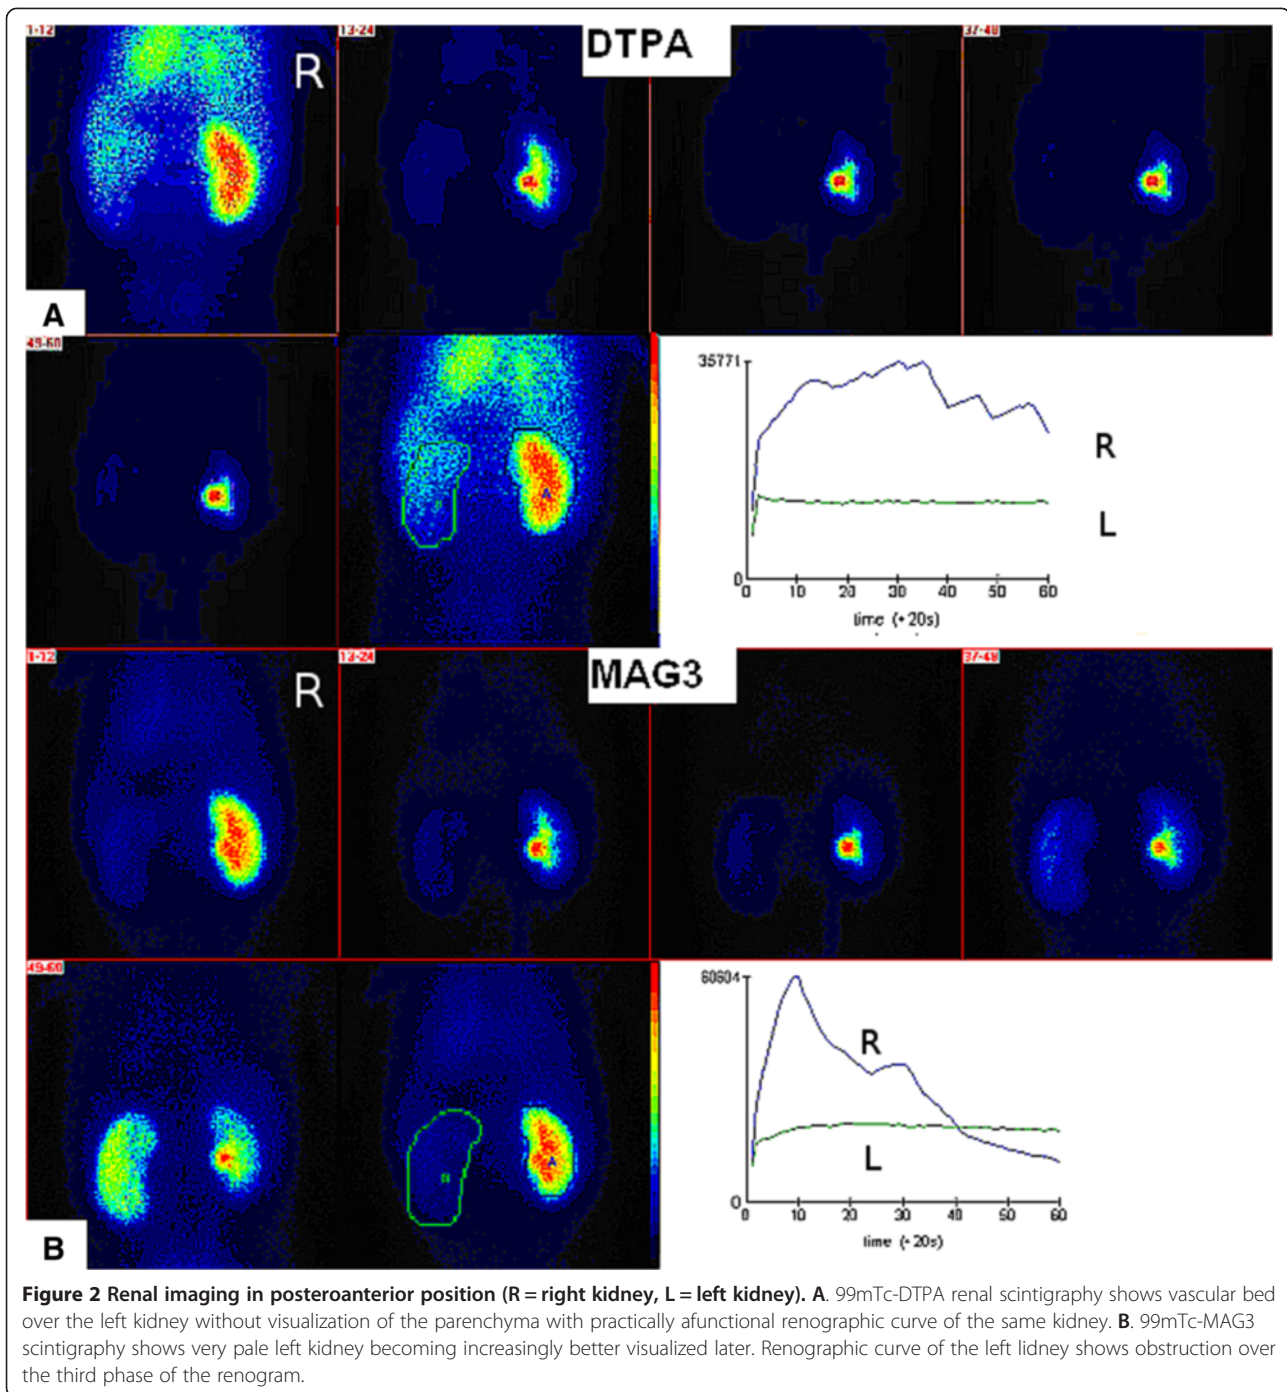 1-12
R
13-24
DTPA
37-48
A
49-60
35771
R
L
0
0 10 20 30 40 50 60
time (*20s)
1-12
R
13-24
MAG3
37-48
49-60
60604
R
L
0
0 10 20 30 40 50 60
time (*20s)
A
B
B
Figure 2 Renal imaging in posteroanterior position (R = right kidney, L = left kidney). A. 99mTc-DTPA renal scintigraphy shows vascular bed
over the left kidney without visualization of the parenchyma with practically afunctional renographic curve of the same kidney. B. 99mTc-MAG3
scintigraphy shows very pale left kidney becoming increasingly better visualized later. Renographic curve of the left lidney shows obstruction over
the third phase of the renogram.